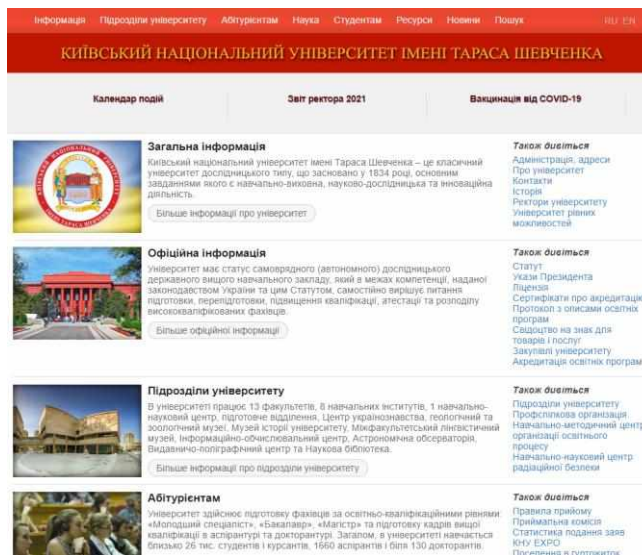 Інформація Підрозділи університету Абітурієнтам Наука Студентам Ресурси Новини Пошук RU EN
КИЇВСЬКИЙ НАЦІОНАЛЬНИЙ УНІВЕРСИТЕТ ІМЕНІ ТАРАСА ШЕВЧЕНКА
Календар подій Звіт ректора 2021 Вакцинація від COVID-19
Загальна інформація
Київський національний університет імені Тараса Шевченка – це класичний
університет дослідницького типу, що засновано у 1834 році, основним
завданнями якого є навчально-виховна, науково-дослідницька та інноваційна
діяльність.
Більше інформації про університет
Також дивіться
Адміністрація, адреси
Про університет
Контакти
Історія
Ректори університету
Університет рівних
можливостей
Офіційна інформація
Університет має статус самоврядного (автономного) дослідницького
державного вищого навчального закладу, який в межах компетенції, наданої
законодавством України та цим Статутом, самостійно вирішує питання
підготовки, перепідготовки, підвищення кваліфікації, атестації та розподілу
висококваліфікованих фахівців.
Більше офіційної інформації
Також дивіться
Статут
Укази Президента
Ліцензія
Сертифікати про акредитацію
Протокол з описами освітніх
програм
Свідоцтво на знак для
товарів і послуг
Закупівлі університету
Акредитація освітніх програм
Підрозділи університету
В університеті працює 13 факультетів, 8 навчальних інститутів, 1 навчально-
науковий центр, підготовче відділення, Центр українознавства, геологічний та
зоологічний музеї, Музей історії університету, Міжфакультетський лінгвістичний
музей, Інформаційно-обчислювальний центр, Астрономічна обсерваторія,
Видавничо-поліграфічний центр та Наукова бібліотека.
Більше інформації про підрозділи університету
Також дивіться
Підрозділи університету
Профспілкова організація
Навчально-методичний центр
організації освітнього
процесу
Навчально-науковий центр
радіаційної безпеки
Абітурієнтам
Університет здійснює підготовку фахівців за освітньо-кваліфікаційними рівнями
«Молодший спеціаліст», «Бакалавр», «Магістр» та підготовку кадрів вищої
кваліфікації в аспірантурі та докторантурі. Загалом, в університеті навчається
близько 26 тис. студентів і курсантів, 1660 аспірантів і біля 130 докторантів.
Також дивіться
Правила прийому
Приймальна комісія
Статистика подання заяв
КНУ EXPO
Поселення в гуртожиток